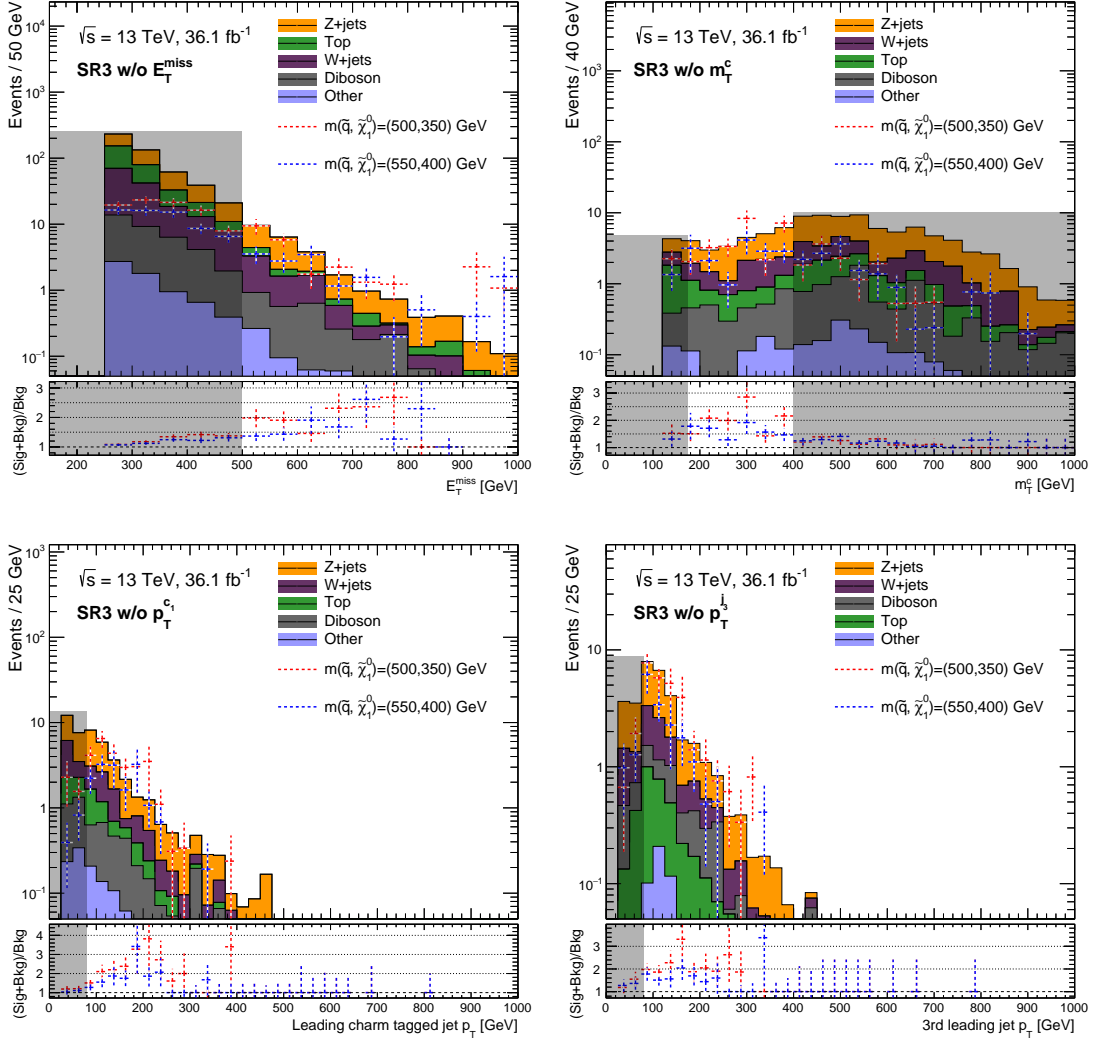 Events / 50 GeV
√s = 13 TeV, 36.1 fb⁻¹
SR3 w/o E_T^miss
Z+jets
Top
W+jets
Diboson
Other
m(q̃, χ̃₁⁰)=(500,350) GeV
m(q̃, χ̃₁⁰)=(550,400) GeV
10⁴
10³
10²
10
1
10⁻¹
(Sig+Bkg)/Bkg
3
2
1
200 300 400 500 600 700 800 900 1000
E_T^miss [GeV]
Events / 40 GeV
√s = 13 TeV, 36.1 fb⁻¹
SR3 w/o m_T^c
Z+jets
W+jets
Top
Diboson
Other
m(q̃, χ̃₁⁰)=(500,350) GeV
m(q̃, χ̃₁⁰)=(550,400) GeV
10³
10²
10
1
10⁻¹
(Sig+Bkg)/Bkg
3
2
1
0 100 200 300 400 500 600 700 800 900 1000
m_T^c [GeV]
Events / 25 GeV
√s = 13 TeV, 36.1 fb⁻¹
SR3 w/o p_T^c₁
Z+jets
W+jets
Top
Diboson
Other
m(q̃, χ̃₁⁰)=(500,350) GeV
m(q̃, χ̃₁⁰)=(550,400) GeV
10³
10²
10
1
10⁻¹
(Sig+Bkg)/Bkg
4
3
2
1
0 100 200 300 400 500 600 700 800 900 1000
Leading charm tagged jet p_T [GeV]
Events / 25 GeV
√s = 13 TeV, 36.1 fb⁻¹
SR3 w/o p_T^j₃
Z+jets
W+jets
Diboson
Top
Other
m(q̃, χ̃₁⁰)=(500,350) GeV
m(q̃, χ̃₁⁰)=(550,400) GeV
10²
10
1
10⁻¹
(Sig+Bkg)/Bkg
3
2
1
0 100 200 300 400 500 600 700 800 900 1000
3rd leading jet p_T [GeV]